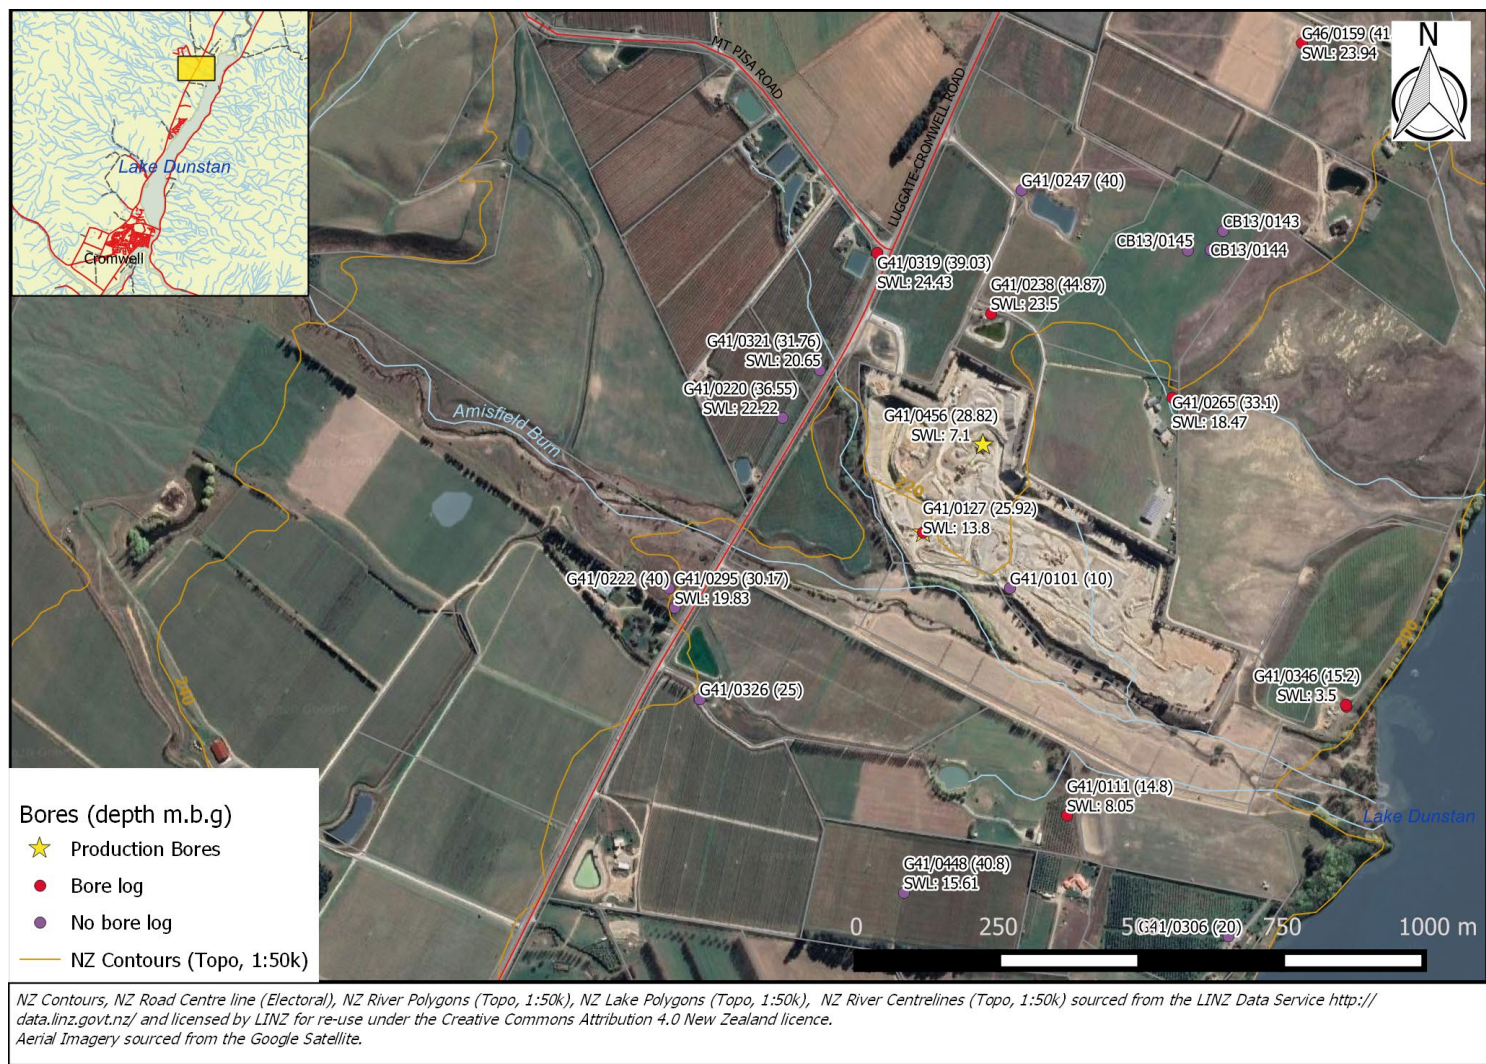 Lake Dunstan
Cromwell
MT PISA ROAD
LUGGATE-CROMWELL ROAD
G46/0159 (41.
SWL: 23.94
N
G41/0247 (40)
CB13/0143
CB13/0145
CB13/0144
G41/0319 (39.03)
SWL: 24.43
G41/0238 (44.87)
SWL: 23.5
G41/0321 (31.76)
SWL: 20.65
G41/0220 (36.55)
SWL: 22.22
G41/0265 (33.1)
SWL: 18.47
Amisfield Burn
G41/0456 (28.82)
SWL: 7.1
220
G41/0127 (25.92)
SWL: 13.8
G41/0222 (40)
G41/0295 (30.17)
SWL: 19.83
G41/0101 (10)
200
240
G41/0326 (25)
G41/0346 (15.2)
SWL: 3.5
G41/0111 (14.8)
SWL: 8.05
Lake Dunstan
G41/0448 (40.8)
SWL: 15.61
G41/0306 (20)
0 250 500 750 1000 m
Bores (depth m.b.g)
Production Bores
Bore log
No bore log
NZ Contours (Topo, 1:50k)
NZ Contours, NZ Road Centre line (Electoral), NZ River Polygons (Topo, 1:50k), NZ Lake Polygons (Topo, 1:50k), NZ River Centrelines (Topo, 1:50k) sourced from the LINZ Data Service http://
data.linz.govt.nz/ and licensed by LINZ for re-use under the Creative Commons Attribution 4.0 New Zealand licence.
Aerial Imagery sourced from the Google Satellite.